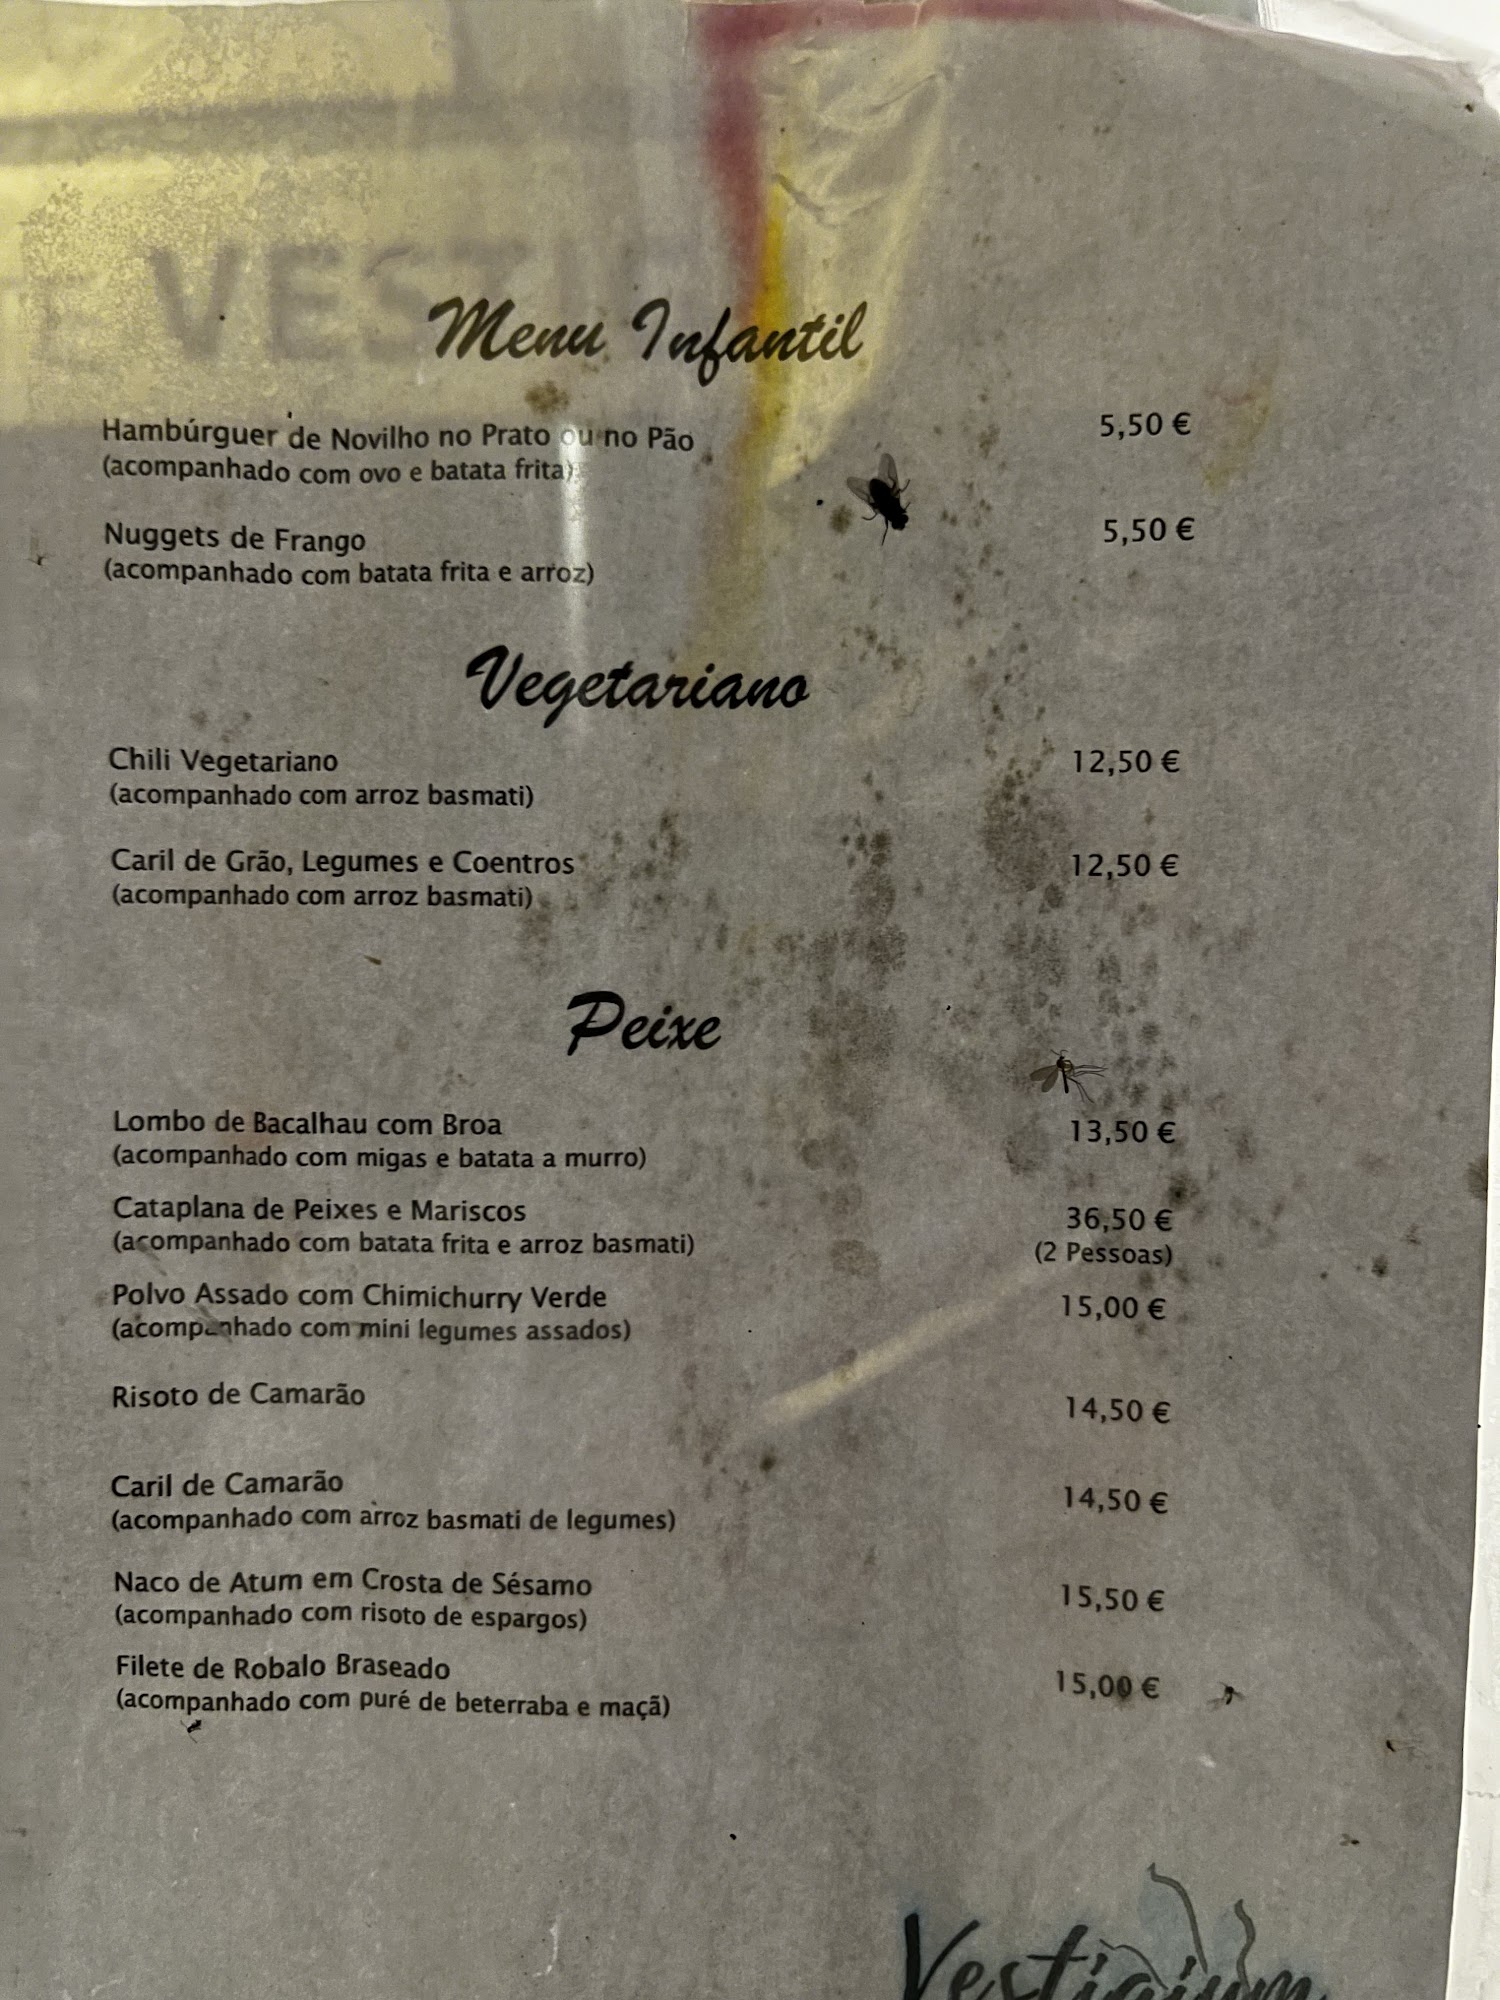 VEST
Menu Infantil
Hambúrguer de Novilho no Prato ou no Pão 5,50 €
(acompanhado com ovo e batata frita)
Nuggets de Frango 5,50 €
(acompanhado com batata frita e arroz)
Vegetariano
Chili Vegetariano 12,50 €
(acompanhado com arroz basmati)
Caril de Grão, Legumes e Coentros 12,50 €
(acompanhado com arroz basmati)
Peixe
Lombo de Bacalhau com Broa 13,50 €
(acompanhado com migas e batata a murro)
Cataplana de Peixes e Mariscos 36,50 €
(acompanhado com batata frita e arroz basmati) (2 Pessoas)
Polvo Assado com Chimichurry Verde 15,00 €
(acompanhado com mini legumes assados)
Risoto de Camarão 14,50 €
Caril de Camarão 14,50 €
(acompanhado com arroz basmati de legumes)
Naco de Atum em Crosta de Sésamo 15,50 €
(acompanhado com risoto de espargos)
Filete de Robalo Braseado 15,00 €
(acompanhado com puré de beterraba e maçã)
Vestigium